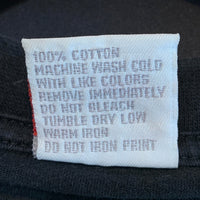 100% COTTON
MACHINE WASH COLD
WITH LIKE COLORS
REMOVE IMMEDIATELY
DO NOT BLEACH
TUMBLE DRY LOW
WARM IRON
DO NOT IRON PRINT